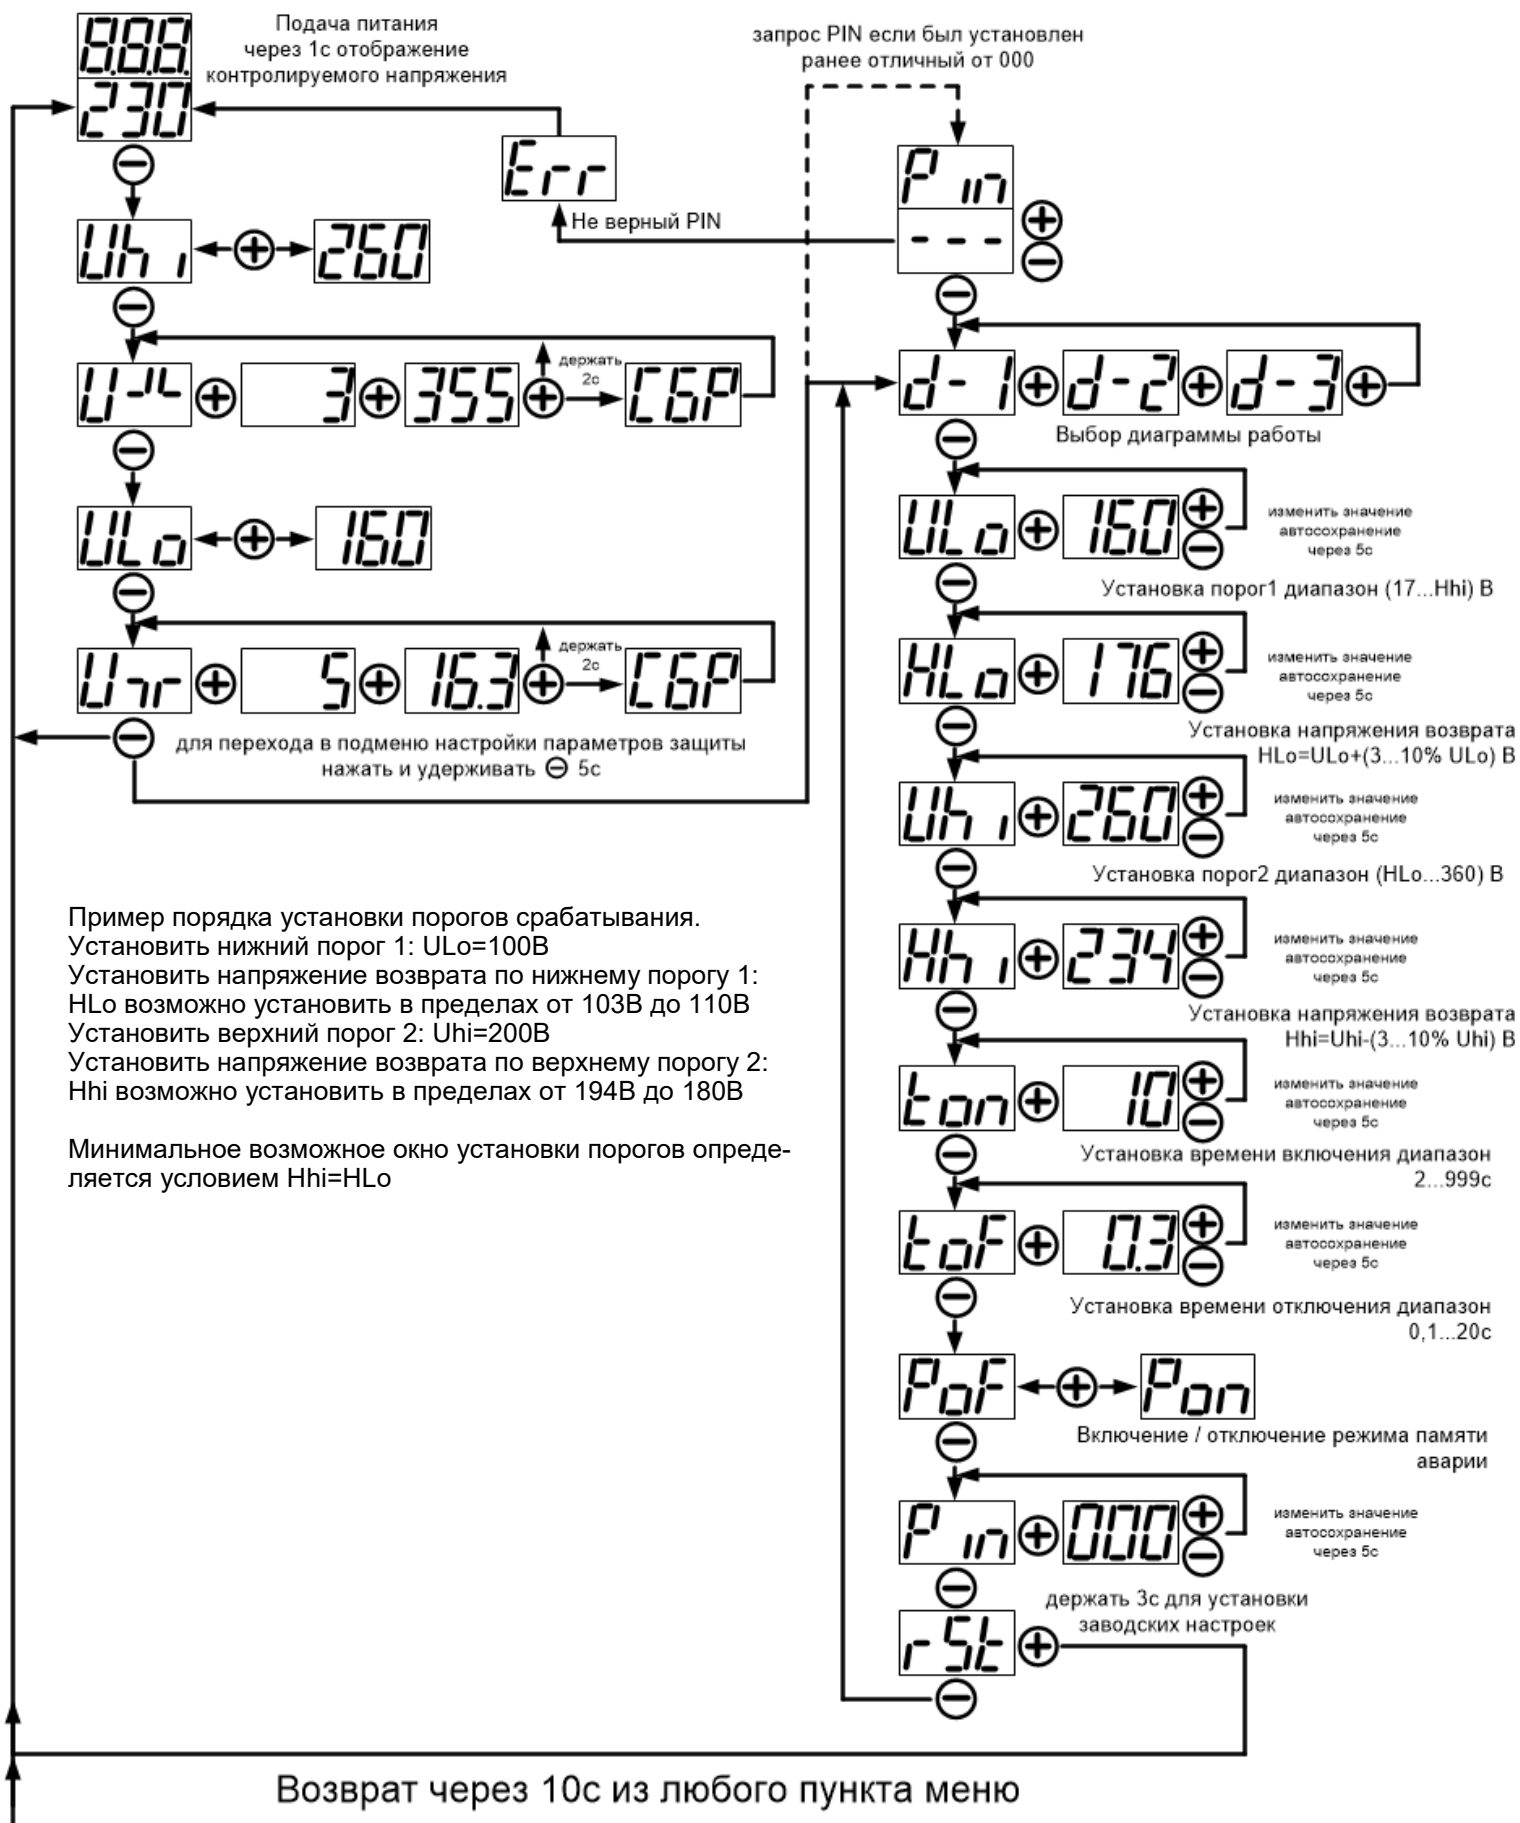 8.8.8.
Подача питания
через 1с отображение
контролируемого напряжения
230
Uhi
260
Err
Не верный PIN
3
355
держать
2с
СБР
ULo
160
5
16.3
держать
2с
СБР
для перехода в подменю настройки параметров защиты
нажать и удерживать ⊖ 5с
Пример порядка установки порогов срабатывания.
Установить нижний порог 1: ULo=100В
Установить напряжение возврата по нижнему порогу 1:
HLo возможно установить в пределах от 103В до 110В
Установить верхний порог 2: Uhi=200В
Установить напряжение возврата по верхнему порогу 2:
Hhi возможно установить в пределах от 194В до 180В
Минимальное возможное окно установки порогов опреде-
ляется условием Hhi=HLo
запрос PIN если был установлен
ранее отличный от 000
Pin
---
d-1
d-2
d-3
Выбор диаграммы работы
ULo
160
изменить значение
автосохранение
через 5с
Установка порог1 диапазон (17...Hhi) В
HLo
176
изменить значение
автосохранение
через 5с
Установка напряжения возврата
HLo=ULo+(3...10% ULo) В
Uhi
260
изменить значение
автосохранение
через 5с
Установка порог2 диапазон (HLo...360) В
Hhi
234
изменить значение
автосохранение
через 5с
Установка напряжения возврата
Hhi=Uhi-(3...10% Uhi) В
ton
10
изменить значение
автосохранение
через 5с
Установка времени включения диапазон
2...999с
toF
0.3
изменить значение
автосохранение
через 5с
Установка времени отключения диапазон
0,1...20с
PoF
Pon
Включение / отключение режима памяти
аварии
Pin
000
изменить значение
автосохранение
через 5с
держать 3с для установки
заводских настроек
rSt
Возврат через 10с из любого пункта меню